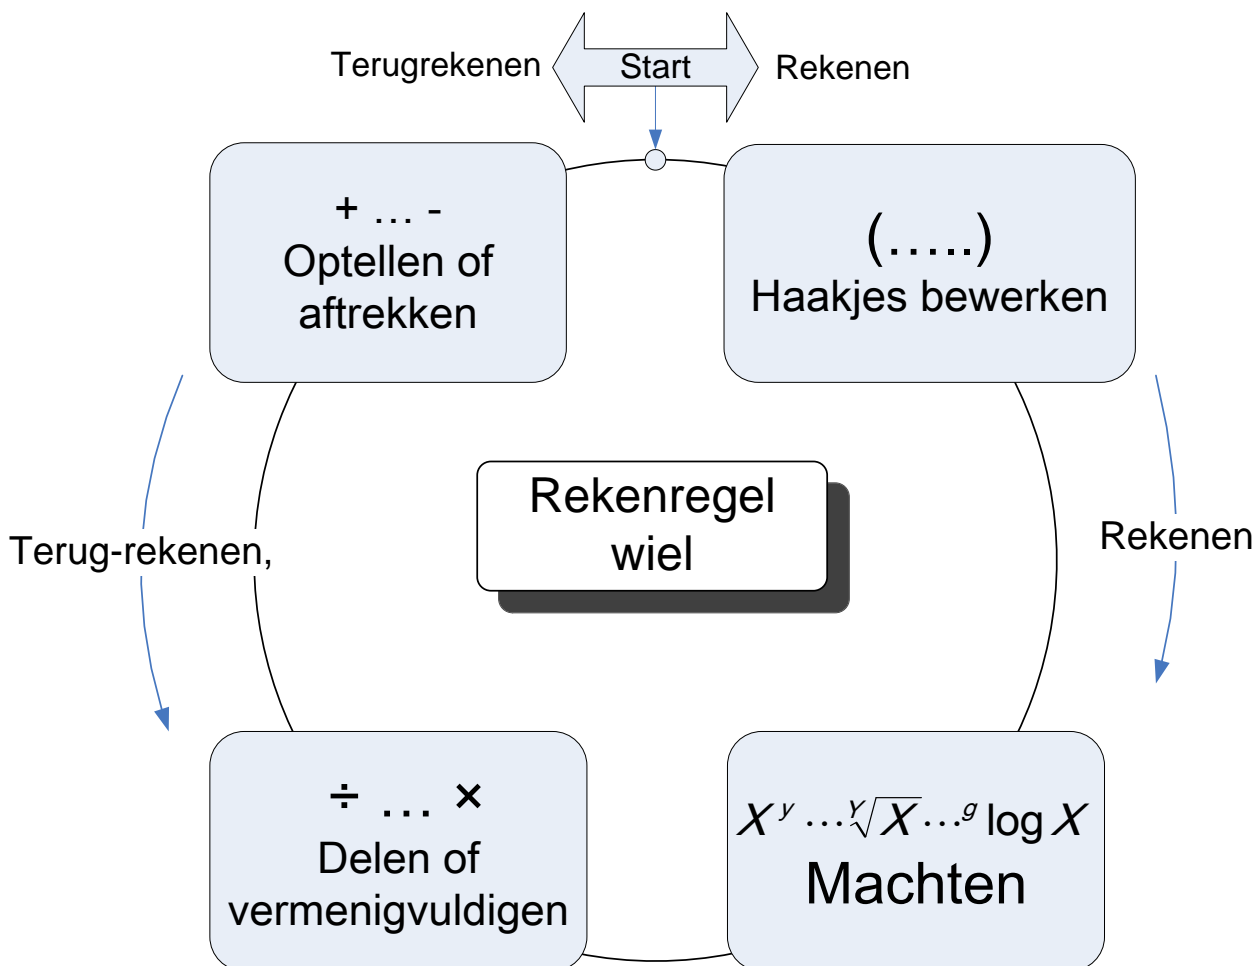 Terugrekenen Start Rekenen
+ … -
Optellen of
aftrekken
(…..)
Haakjes bewerken
Rekenregel
wiel
Terug-rekenen,
Rekenen
÷ … ×
Delen of
vermenigvuldigen
X^y ⋯ ^Y√X ⋯ ^g log X
Machten